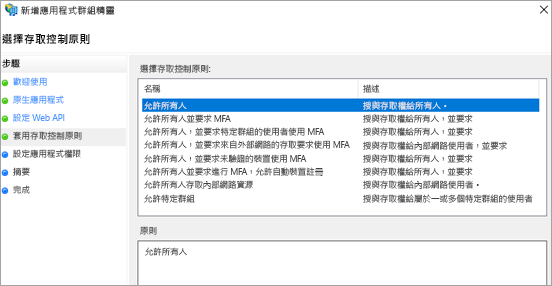 新增應用程式群組精靈
選擇存取控制原則
步驟
歡迎使用
原生應用程式
設定 Web API
套用存取控制原則
設定應用程式權限
摘要
完成
選擇存取控制原則:
名稱 描述
允許所有人 授與存取權給所有人。
允許所有人並要求 MFA 授與存取權給所有人，並要求
允許所有人，並要求特定群組的使用者使用 MFA 授與存取權給所有人，並要求
允許所有人，並要求來自外部網路的存取要求使用 MFA 授與存取權給內部網路使用者，並要求
允許所有人，並要求未驗證的裝置使用 MFA 授與存取權給所有人，並要求
允許所有人並要求進行 MFA，允許自動裝置註冊 授與存取權給所有人，並要求
允許所有人存取內部網路資源 授與存取權給內部網路使用者。
允許特定群組 授與存取權給屬於一或多個特定群組的使用者
原則
允許所有人